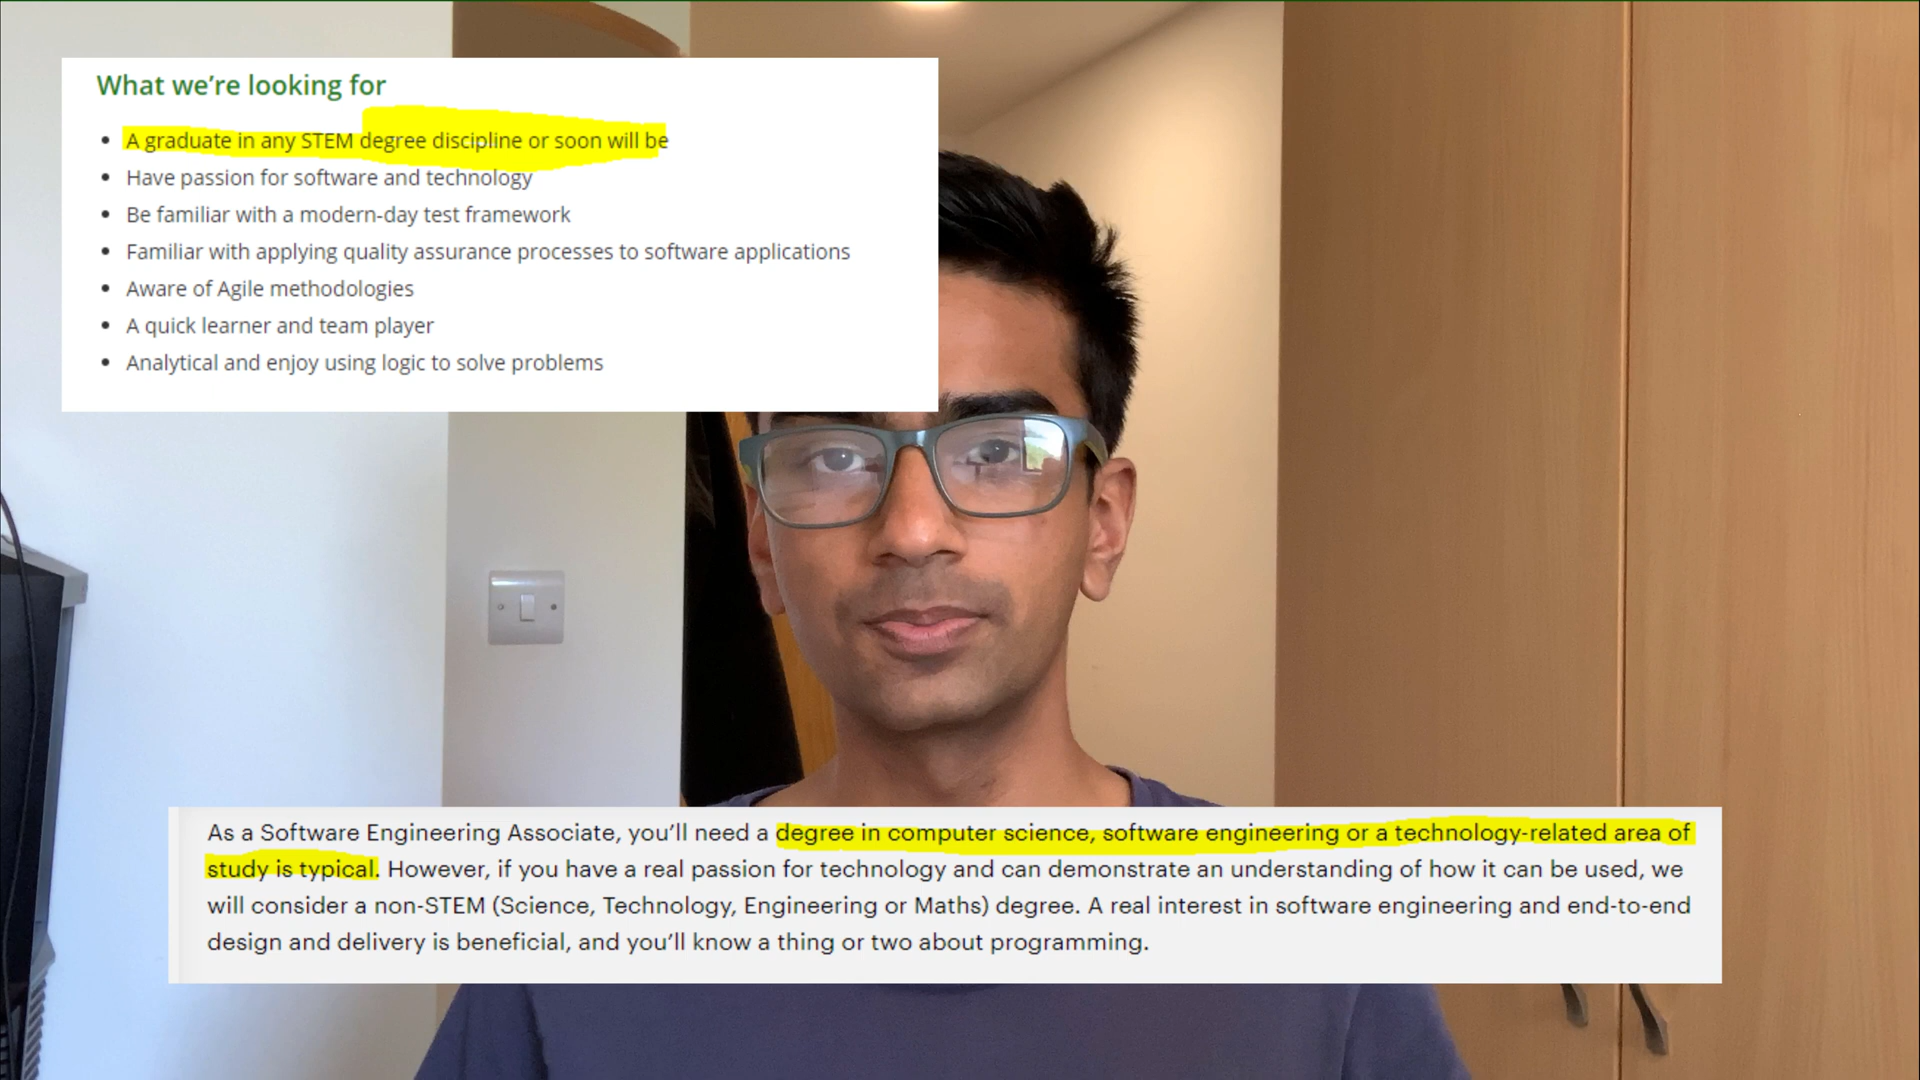 What we’re looking for
A graduate in any STEM degree discipline or soon will be
Have passion for software and technology
Be familiar with a modern-day test framework
Familiar with applying quality assurance processes to software applications
Aware of Agile methodologies
A quick learner and team player
Analytical and enjoy using logic to solve problems
As a Software Engineering Associate, you’ll need a degree in computer science, software engineering or a technology-related area of
study is typical. However, if you have a real passion for technology and can demonstrate an understanding of how it can be used, we
will consider a non-STEM (Science, Technology, Engineering or Maths) degree. A real interest in software engineering and end-to-end
design and delivery is beneficial, and you’ll know a thing or two about programming.